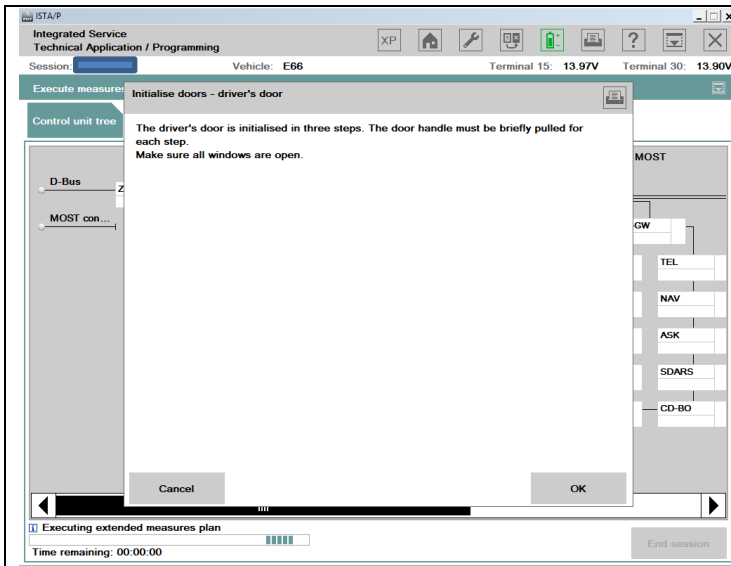 ISTA/P
Integrated Service
Technical Application / Programming
XP
?
Session:
Vehicle: E66
Terminal 15: 13.97V
Terminal 30: 13.90V
Execute measure
Initialise doors - driver's door
Control unit tree
The driver's door is initialised in three steps. The door handle must be briefly pulled for
each step.
Make sure all windows are open.
MOST
D-Bus
Z
MOST con...
GW
TEL
NAV
ASK
SDARS
CD-BO
Cancel
OK
Executing extended measures plan
Time remaining: 00:00:00
End session